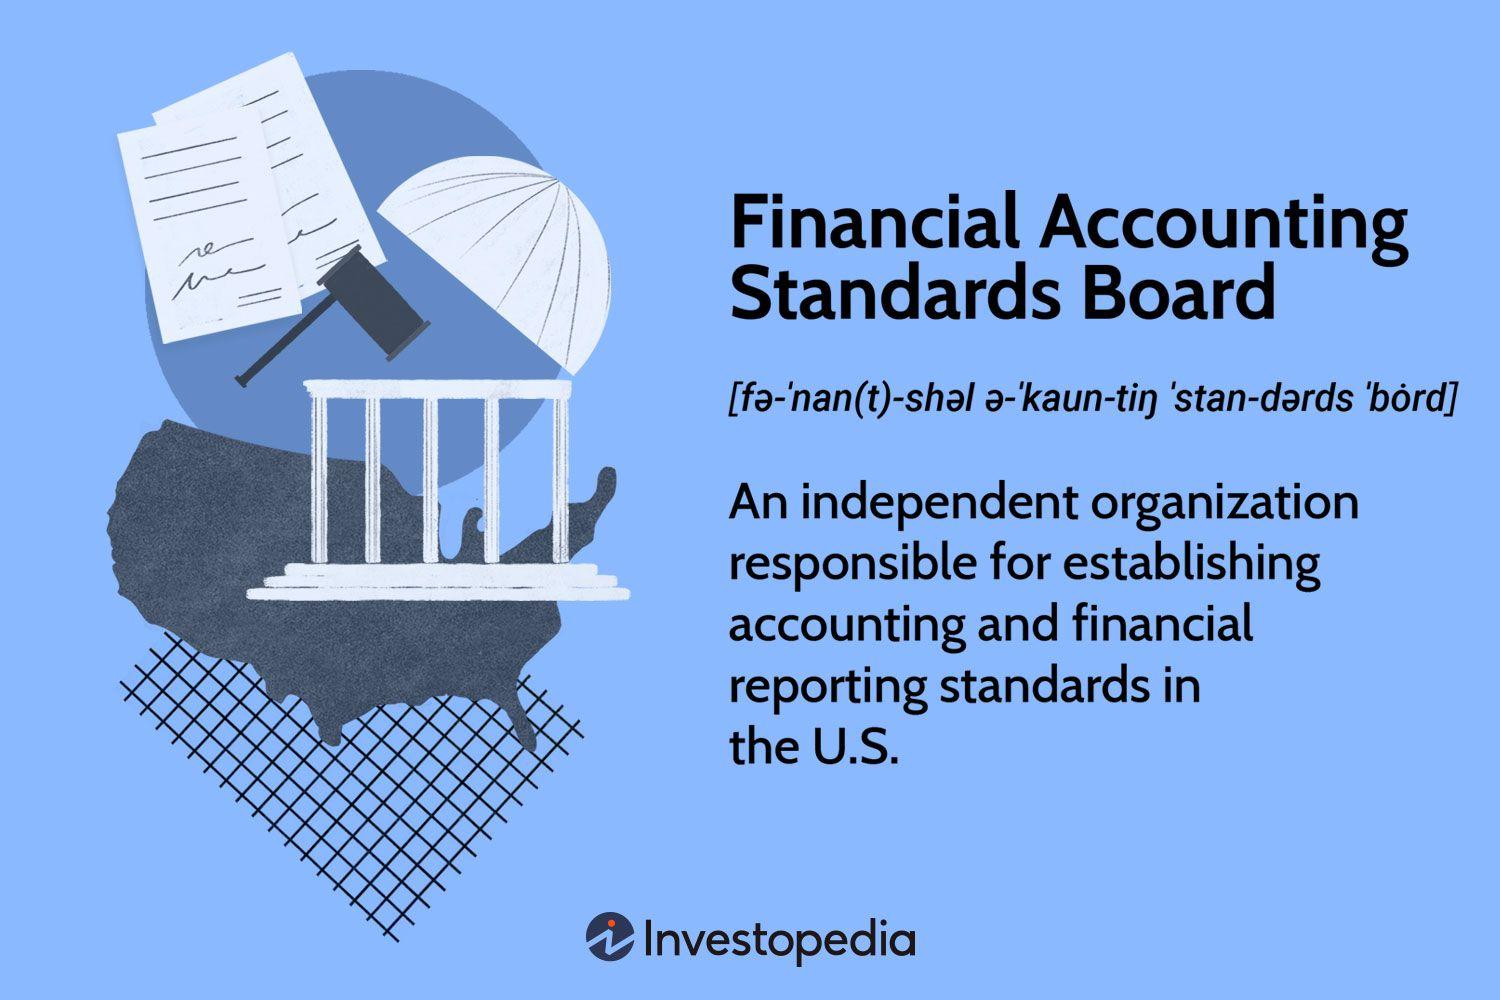 Financial Accounting
Standards Board
[fə-ˈnan(t)-shəl ə-ˈkaun-tiŋ ˈstan-dərds ˈbȯrd]
An independent organization
responsible for establishing
accounting and financial
reporting standards in
the U.S.
Investopedia